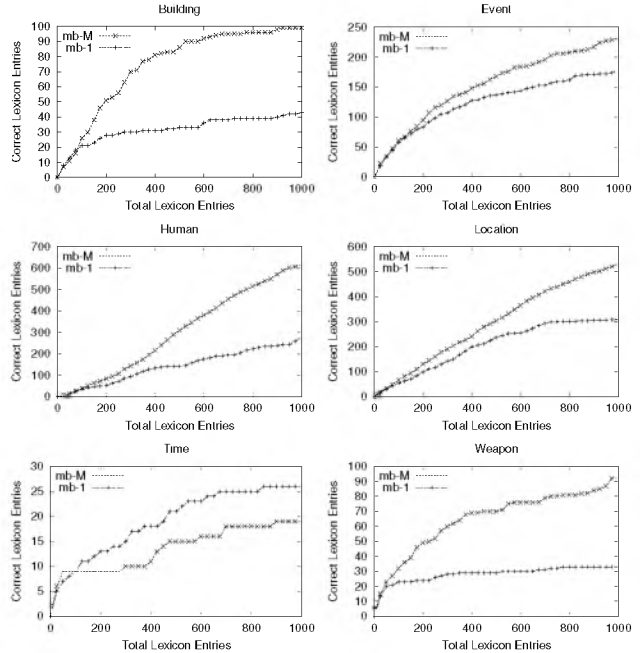 Building
100
90
80
70
60
50
40
30
20
10
0
mb-M
mb-1
Correct Lexicon Entries
0 200 400 600 800 1000
Total Lexicon Entries
Event
250
200
150
100
50
0
mb-M
mb-1
Correct Lexicon Entries
0 200 400 600 800 1000
Total Lexicon Entries
Human
700
600
500
400
300
200
100
0
mb-M
mb-1
Correct Lexicon Entries
0 200 400 600 800 1000
Total Lexicon Entries
Location
600
500
400
300
200
100
0
mb-M
mb-1
Correct Lexicon Entries
0 200 400 600 800 1000
Total Lexicon Entries
Time
30
25
20
15
10
5
0
mb-M
mb-1
Correct Lexicon Entries
0 200 400 600 800 1000
Total Lexicon Entries
Weapon
100
90
80
70
60
50
40
30
20
10
0
mb-M
mb-1
Correct Lexicon Entries
0 200 400 600 800 1000
Total Lexicon Entries